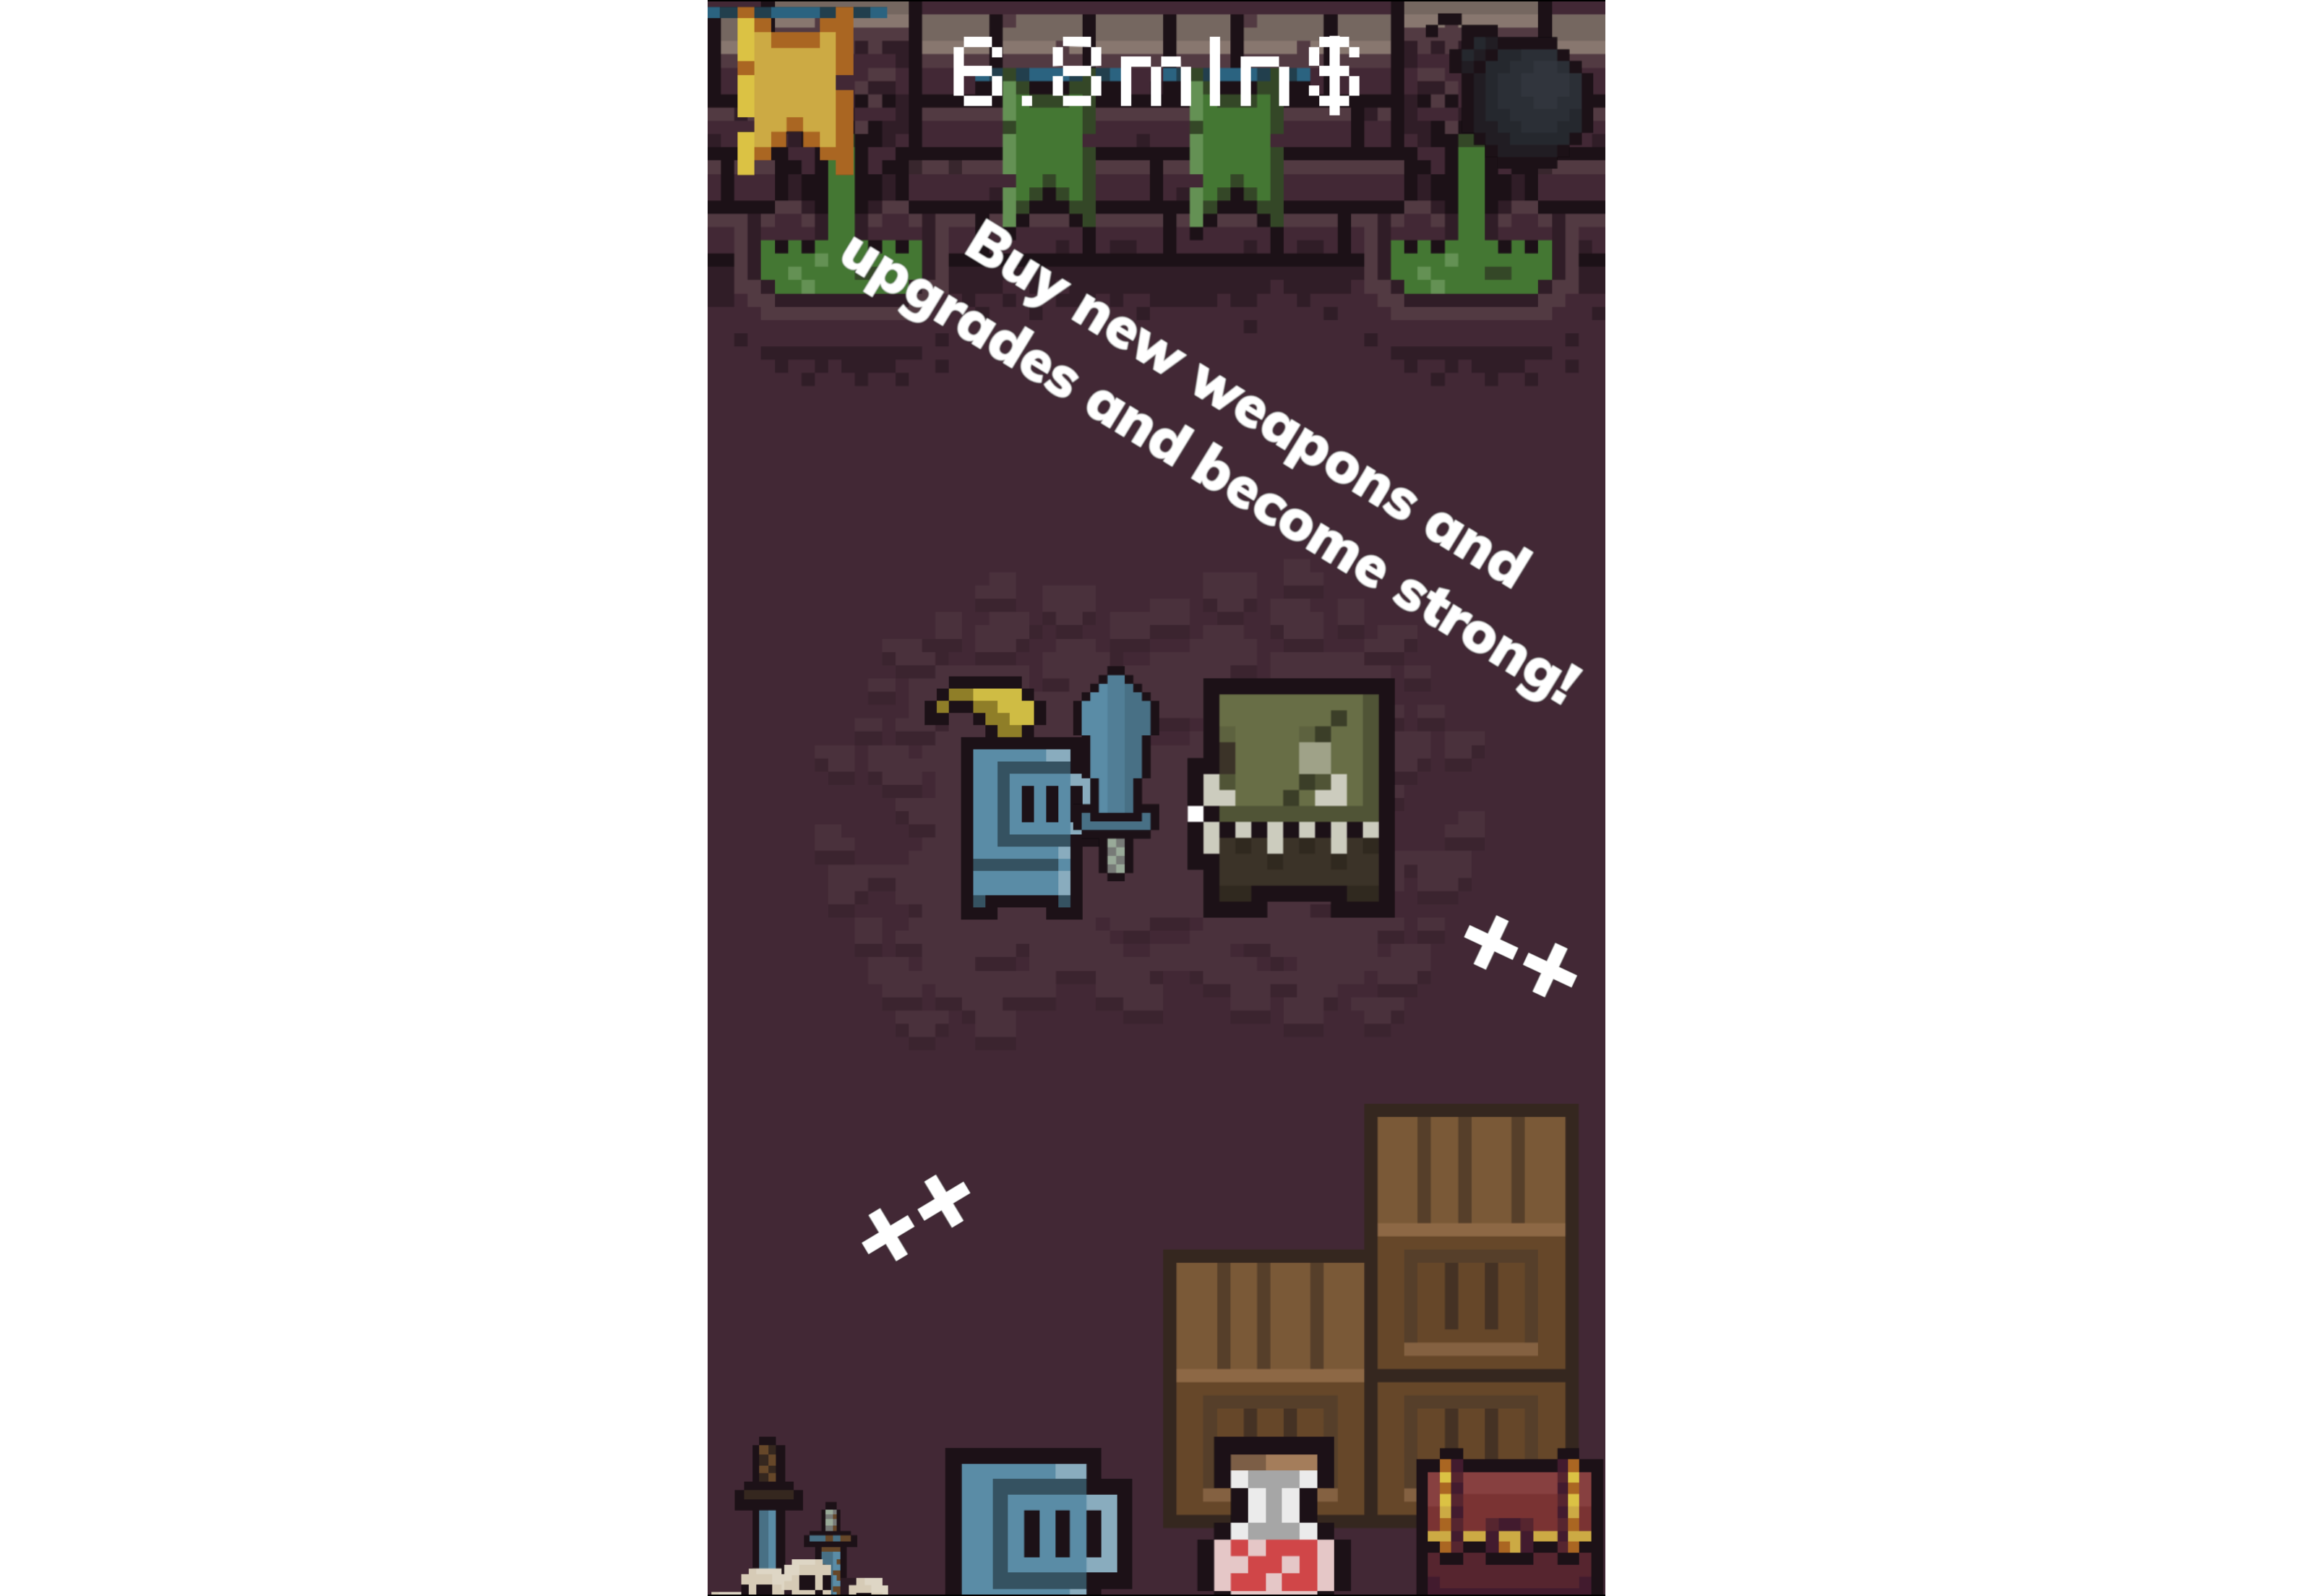 6.8mln$
Buy new weapons and
upgrades and become strong!
++
++